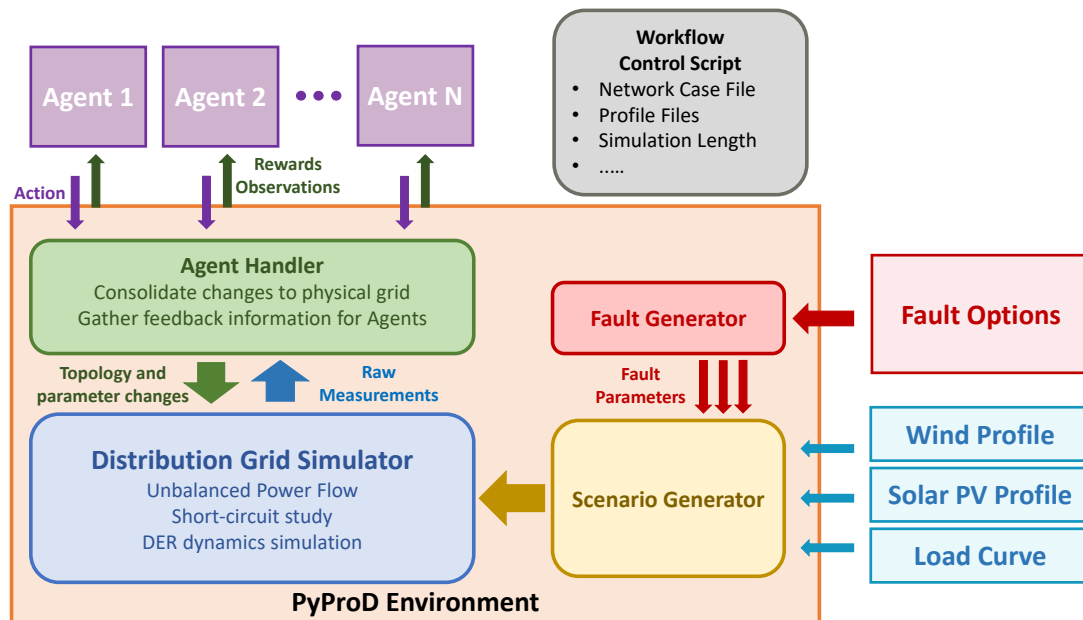 Agent 1
Agent 2
Agent N
Workflow
Control Script
• Network Case File
• Profile Files
• Simulation Length
• .....
Action
Rewards
Observations
Agent Handler
Consolidate changes to physical grid
Gather feedback information for Agents
Fault Generator
Fault Options
Topology and
parameter changes
Raw
Measurements
Fault
Parameters
Distribution Grid Simulator
Unbalanced Power Flow
Short-circuit study
DER dynamics simulation
Scenario Generator
Wind Profile
Solar PV Profile
Load Curve
PyProD Environment